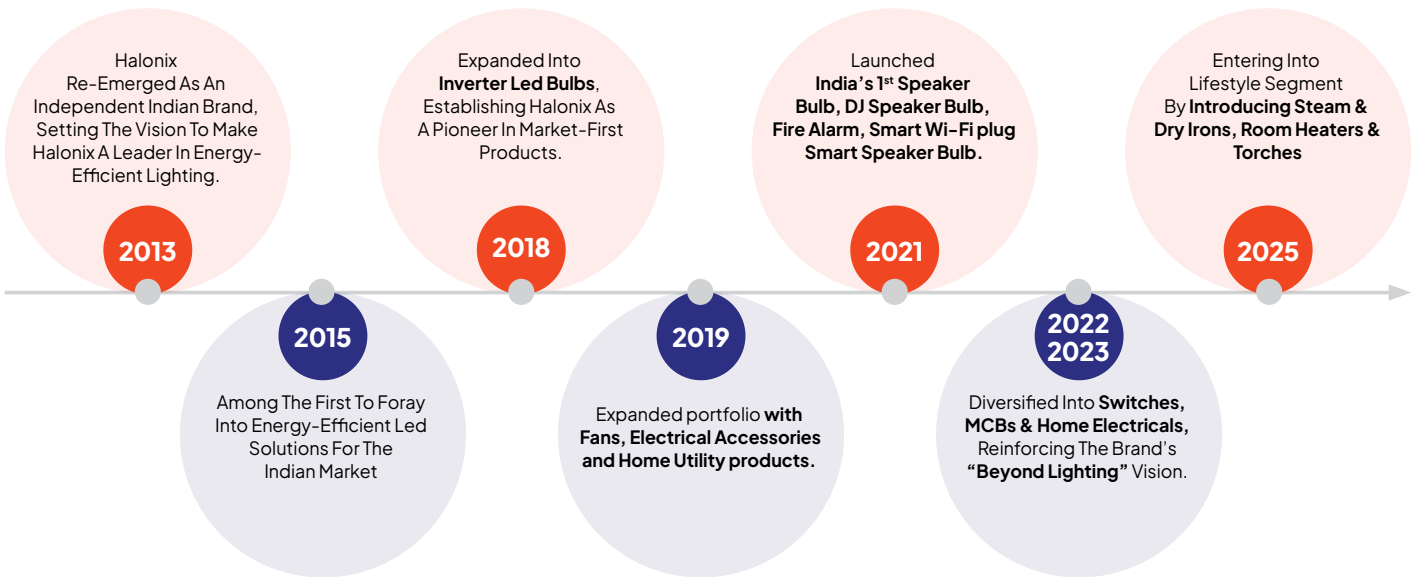 Halonix
Re-Emerged As An
Independent Indian Brand,
Setting The Vision To Make
Halonix A Leader In Energy-
Efficient Lighting.
2013
2015
Among The First To Foray
Into Energy-Efficient Led
Solutions For The
Indian Market
Expanded Into
Inverter Led Bulbs,
Establishing Halonix As
A Pioneer In Market-First
Products.
2018
2019
Expanded portfolio with
Fans, Electrical Accessories
and Home Utility products.
Launched
India's 1st Speaker
Bulb, DJ Speaker Bulb,
Fire Alarm, Smart Wi-Fi plug
Smart Speaker Bulb.
2021
2022
2023
Diversified Into Switches,
MCBs & Home Electricals,
Reinforcing The Brand's
“Beyond Lighting” Vision.
Entering Into
Lifestyle Segment
By Introducing Steam &
Dry Irons, Room Heaters &
Torches
2025